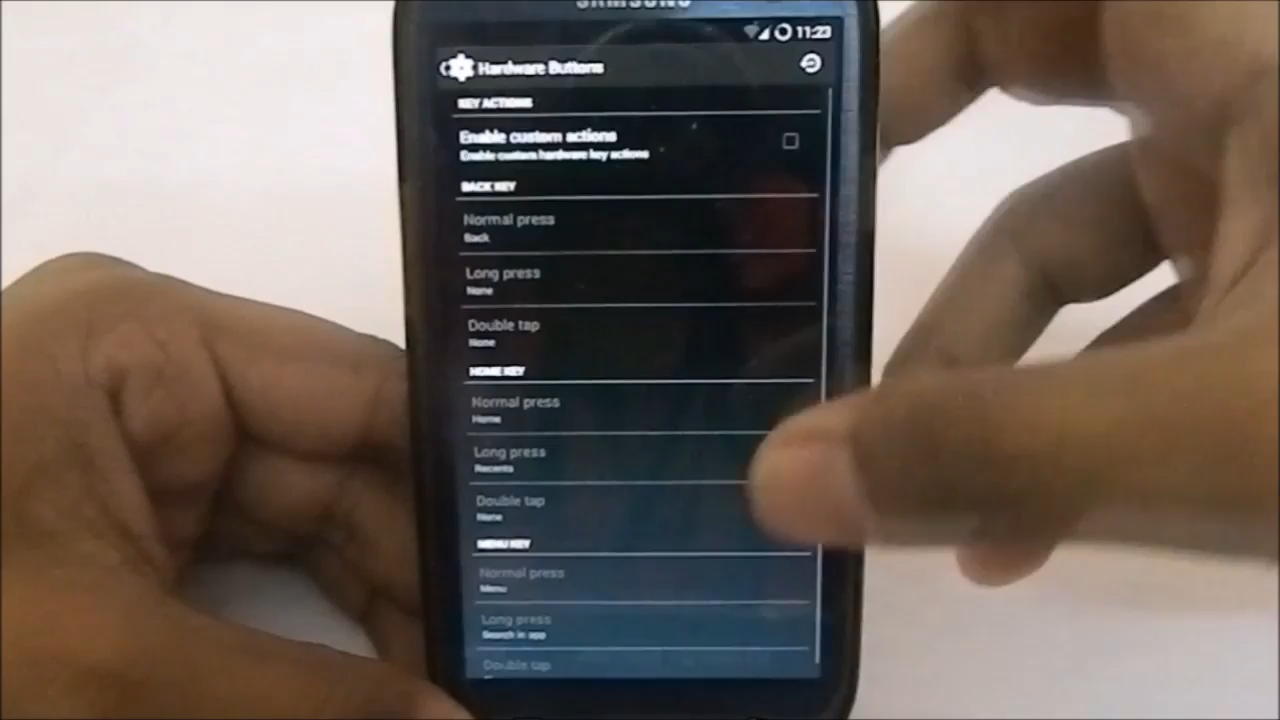 SAMSUNG
11:23
Hardware Buttons
KEY ACTIONS
Enable custom actions
Enable custom hardware key actions
BACK KEY
Normal press
Back
Long press
None
Double tap
None
HOME KEY
Normal press
Home
Long press
Recents
Double tap
None
MENU KEY
Normal press
Menu
Long press
Search in app
Double tap